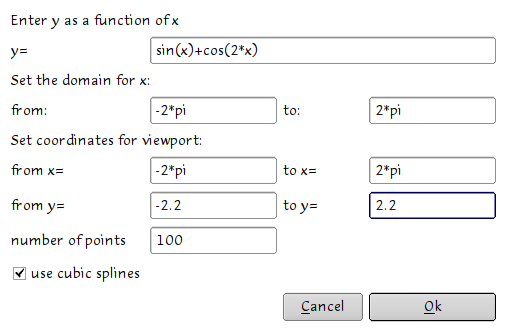 Enter y as a function of x
y= sin(x)+cos(2*x)
Set the domain for x:
from: -2*pi to: 2*pi
Set coordinates for viewport:
from x= -2*pi to x= 2*pi
from y= -2.2 to y= 2.2
number of points 100
use cubic splines
Cancel Ok